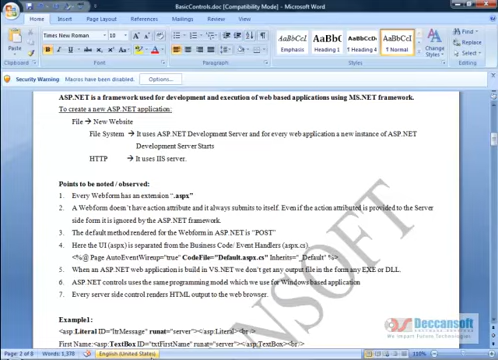 BasicControls.doc [Compatibility Mode] - Microsoft Word
Home Insert Page Layout References Mailings Review View
Paste
Times New Roman 10
AaBbCcI AaBbC AaBbCcDc AaBbCcI
Emphasis Heading 1 ¶ Heading 4 ¶ Normal
Change Styles
Find
Replace
Select
Clipboard Font Paragraph Styles Editing
Security Warning Macros have been disabled. Options...
ASP.NET is a framework used for development and execution of web based applications using MS.NET framework.
To create a new ASP.NET application:
File → New Website
File System → It uses ASP.NET Development Server and for every web application a new instance of ASP.NET
Development Server Starts
HTTP → It uses IIS server.
Points to be noted / observed:
1. Every Webform has an extension ".aspx"
2. A Webform doesn't have action attribute and it always submits to itself. Even if the action attributed is provided to the Server
side form it is ignored by the ASP.NET framework.
3. The default method rendered for the Webform in ASP.NET is "POST"
4. Here the UI (aspx) is separated from the Business Code/ Event Handlers (aspx.cs)
<%@ Page AutoEventWireup="true" CodeFile="Default.aspx.cs" Inherits="_Default" %>
5. When an ASP.NET web application is build in VS.NET we don't get any output file in the form any EXE or DLL.
6. ASP.NET controls uses the same programming model which we use for Windows based application
7. Every server side control renders HTML output to the web browser.
Example1:
<asp:Literal ID="ltrMessage" runat="server"></asp:Literal><br/>
First Name:<asp:TextBox ID="txtFirstName" runat="server"></asp:TextBox><br/>
NSOFT
Deccansoft
We Impart Future Technologies
Page: 2 of 8 Words: 1,378 English (United States) 110%